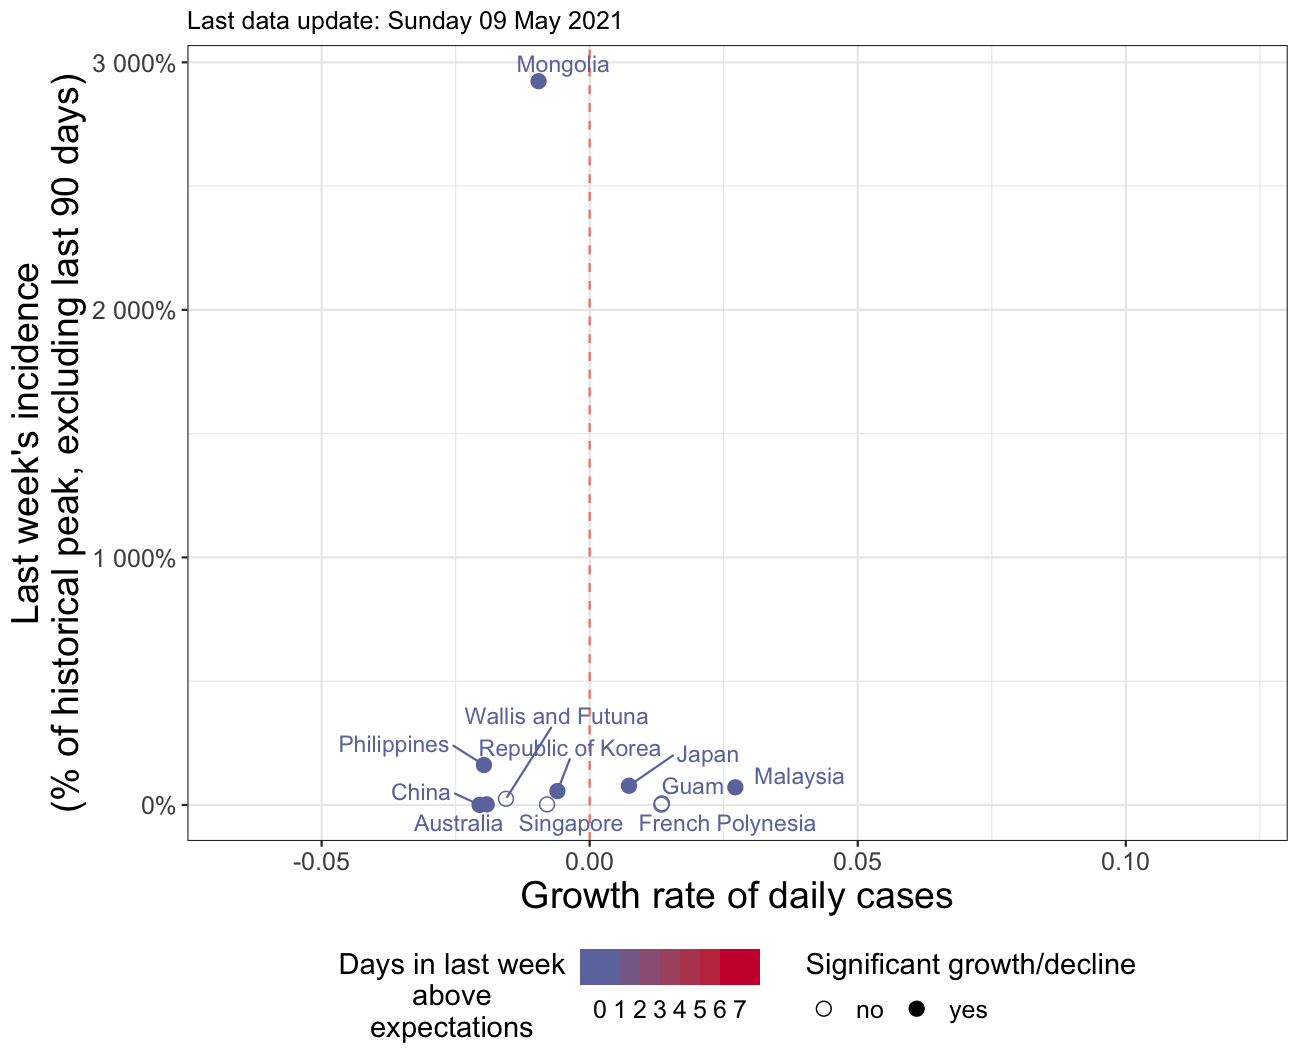 Last data update: Sunday 09 May 2021
Last week's incidence
(% of historical peak, excluding last 90 days)
3 000%
2 000%
1 000%
0%
Mongolia
Wallis and Futuna
Philippines
Republic of Korea
Japan
Malaysia
China
Guam
Australia
Singapore
French Polynesia
-0.05
0.00
0.05
0.10
Growth rate of daily cases
Days in last week
above
expectations
0 1 2 3 4 5 6 7
Significant growth/decline
no
yes